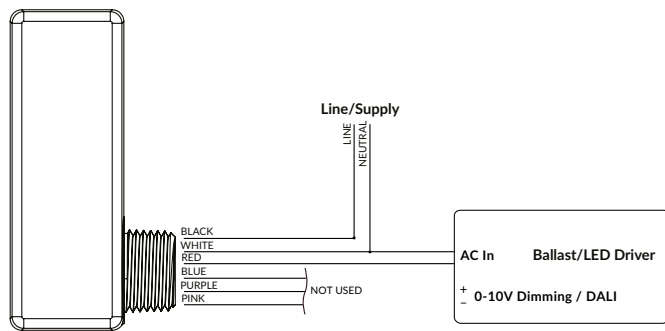 Line/Supply
LINE
NEUTRAL
BLACK
WHITE
RED
BLUE
PURPLE
PINK
NOT USED
AC In
Ballast/LED Driver
+
− 0-10V Dimming / DALI